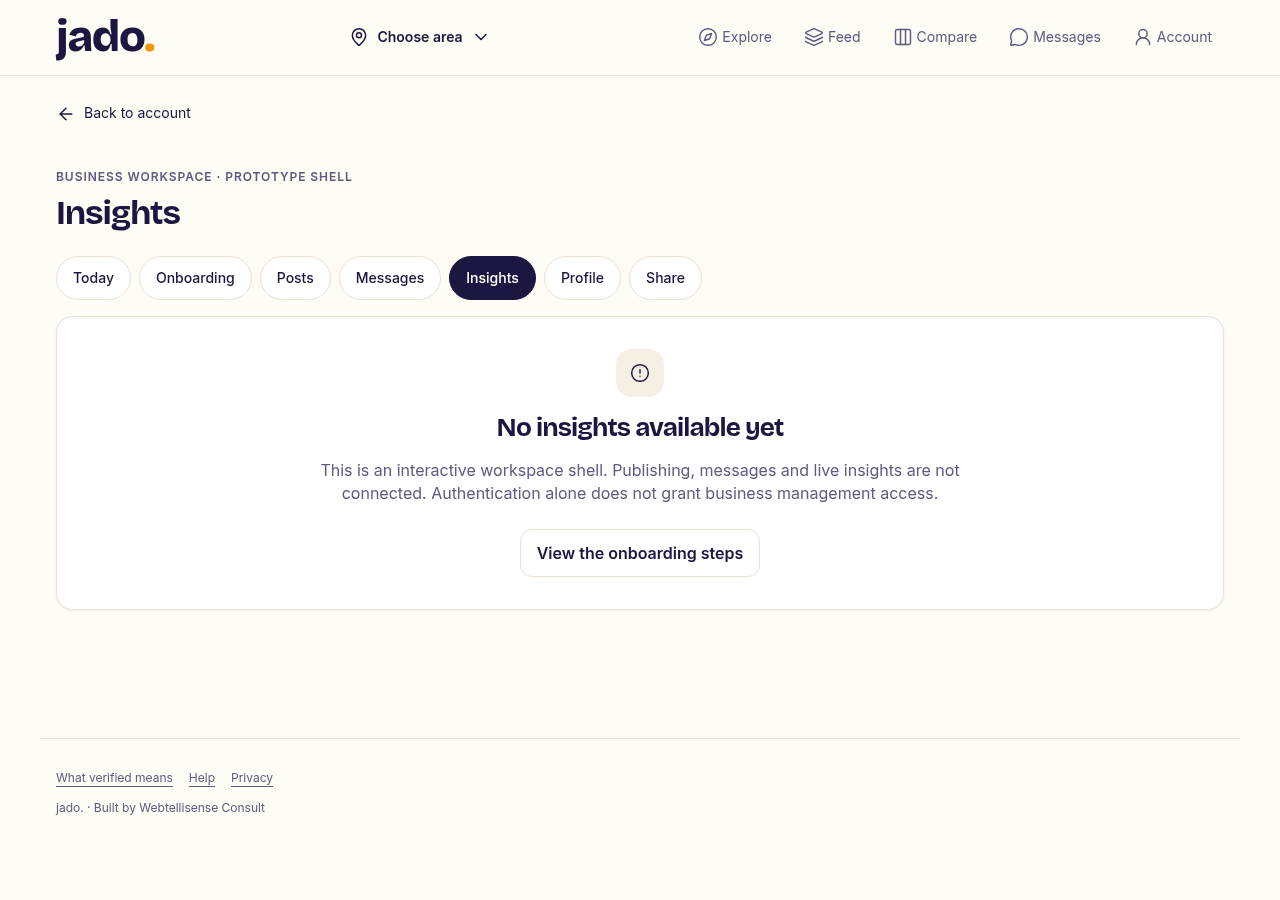 jado.
Choose area
Explore
Feed
Compare
Messages
Account
Back to account
BUSINESS WORKSPACE · PROTOTYPE SHELL
Insights
Today
Onboarding
Posts
Messages
Insights
Profile
Share
No insights available yet
This is an interactive workspace shell. Publishing, messages and live insights are not
connected. Authentication alone does not grant business management access.
View the onboarding steps
What verified means
Help
Privacy
jado. · Built by Webtellisense Consult